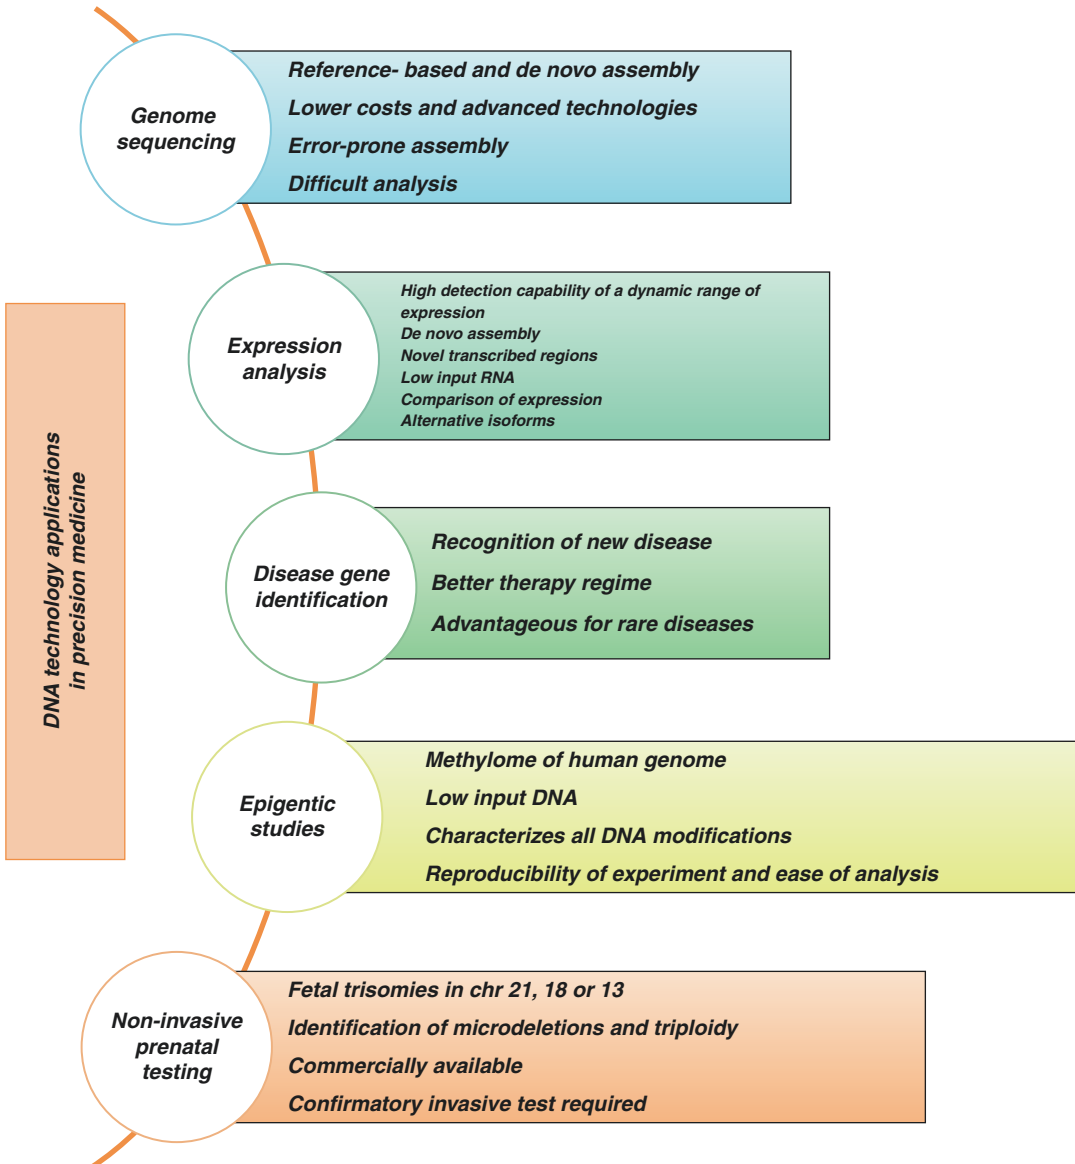 Genome
sequencing
Reference- based and de novo assembly
Lower costs and advanced technologies
Error-prone assembly
Difficult analysis
Expression
analysis
High detection capability of a dynamic range of
expression
De novo assembly
Novel transcribed regions
Low input RNA
Comparison of expression
Alternative isoforms
DNA technology applications
in precision medicine
Disease gene
identification
Recognition of new disease
Better therapy regime
Advantageous for rare diseases
Epigentic
studies
Methylome of human genome
Low input DNA
Characterizes all DNA modifications
Reproducibility of experiment and ease of analysis
Non-invasive
prenatal
testing
Fetal trisomies in chr 21, 18 or 13
Identification of microdeletions and triploidy
Commercially available
Confirmatory invasive test required